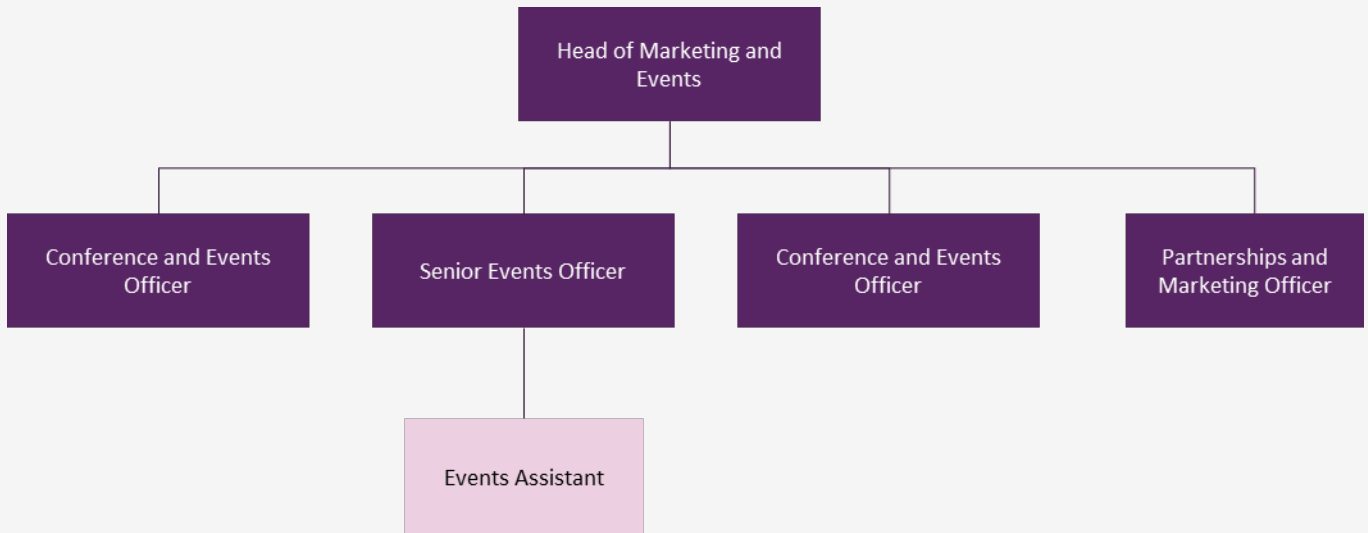 Head of Marketing and
Events
Conference and Events
Officer
Senior Events Officer
Conference and Events
Officer
Partnerships and
Marketing Officer
Events Assistant